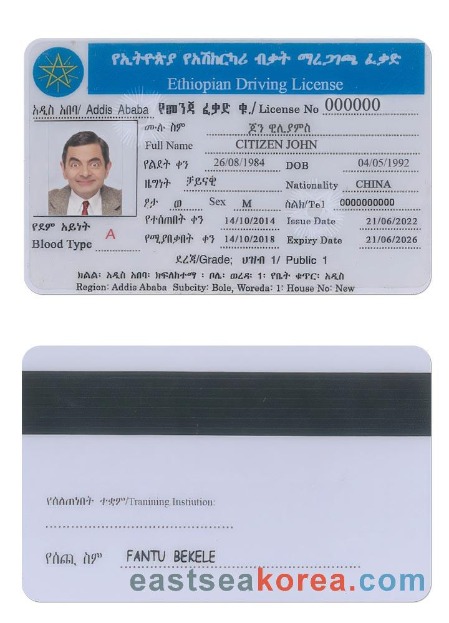 የኢትዮጵያ የአሽከርካሪ ብቃት ማረጋገጫ ፈቃድ
Ethiopian Driving License
አዲስ አበባ/ Addis Ababa የመንጃ ፈቃድ ቁ./ License No 000000
ሙሉ ስም ጆን ዊሊያምስ
Full Name CITIZEN JOHN
የልደት ቀን 26/08/1984 DOB 04/05/1992
ዜግነት ቻይናዊ Nationality CHINA
ፆታ ወ Sex M ስልክ/Tel 0000000000
የተሰጠበት ቀን 14/10/2014 Issue Date 21/06/2022
የደም አይነት
Blood Type A
የሚያበቃበት ቀን 14/10/2018 Expiry Date 21/06/2026
ደረጃ/Grade; ህዝብ 1/ Public 1
ክልል፡ አዲስ አበባ፡ ክፍለከተማ ፡ ቦሌ፡ ወረዳ፡ 1፡ የቤት ቁጥር፡ አዲስ
Region: Addis Ababa Subcity: Bole, Woreda: 1: House No: New
የሰለጠነበት ተቋም/Tranning Instiution:
የሰጪ ስም FANTU BEKELE
eastseakorea.com